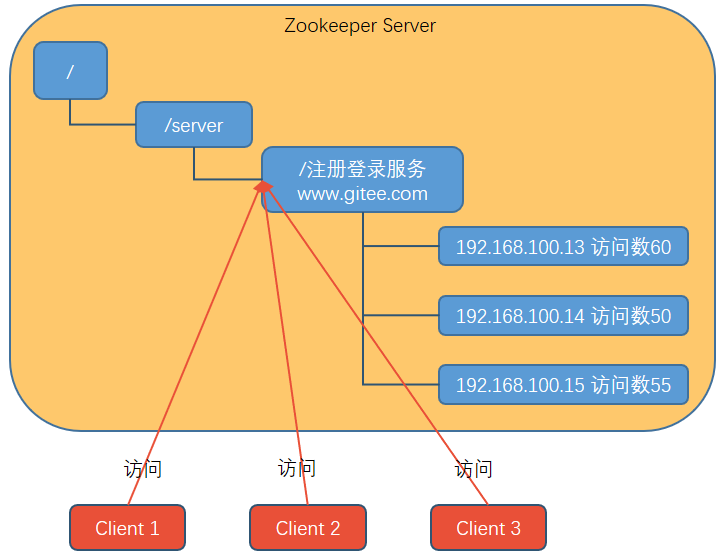 Zookeeper Server
/
/server
/注册登录服务
www.gitee.com
192.168.100.13 访问数60
192.168.100.14 访问数50
192.168.100.15 访问数55
访问
访问
访问
Client 1
Client 2
Client 3